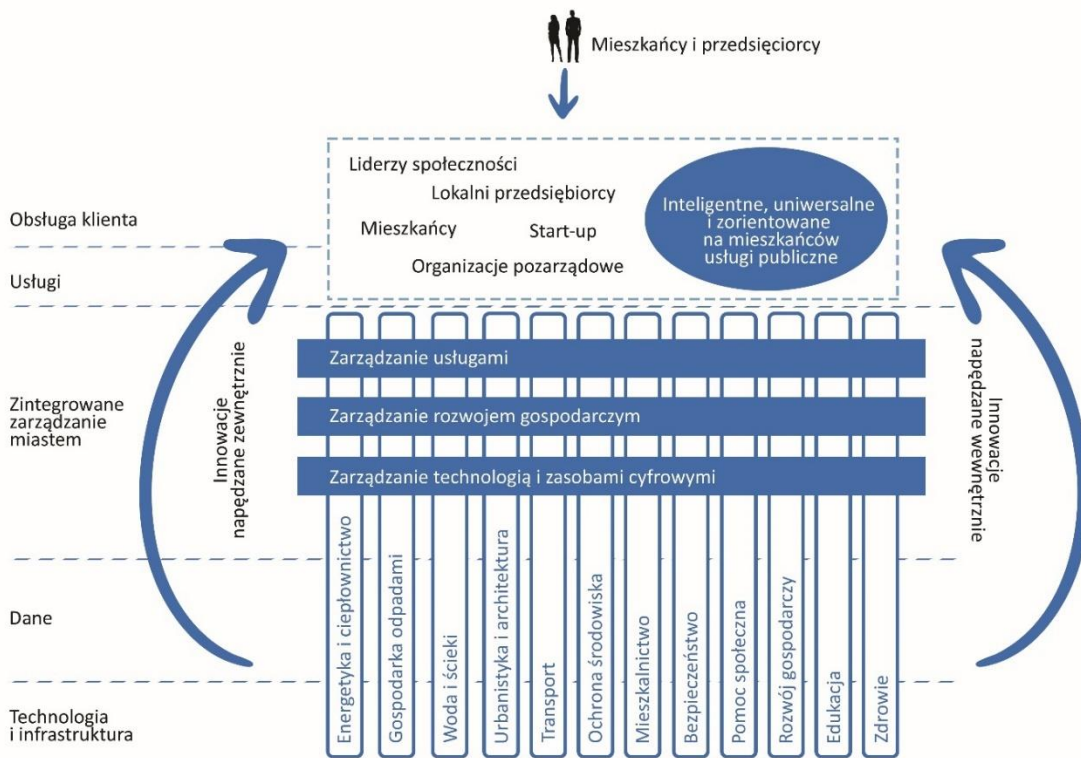 Mieszkańcy i przedsięciorcy
Liderzy społeczności
Lokalni przedsiębiorcy
Mieszkańcy
Start-up
Organizacje pozarządowe
Inteligentne, uniwersalne
i zorientowane
na mieszkańców
usługi publiczne
Obsługa klienta
Usługi
Zintegrowane
zarządzanie
miastem
Dane
Technologia
i infrastruktura
Innowacje
napędzane zewnętrznie
Zarządzanie usługami
Zarządzanie rozwojem gospodarczym
Zarządzanie technologią i zasobami cyfrowymi
Innowacje
napędzane wewnętrznie
Energetyka i ciepłownictwo
Gospodarka odpadami
Woda i ścieki
Urbanistyka i architektura
Transport
Ochrona środowiska
Mieszkalnictwo
Bezpieczeństwo
Pomoc społeczna
Rozwój gospodarczy
Edukacja
Zdrowie